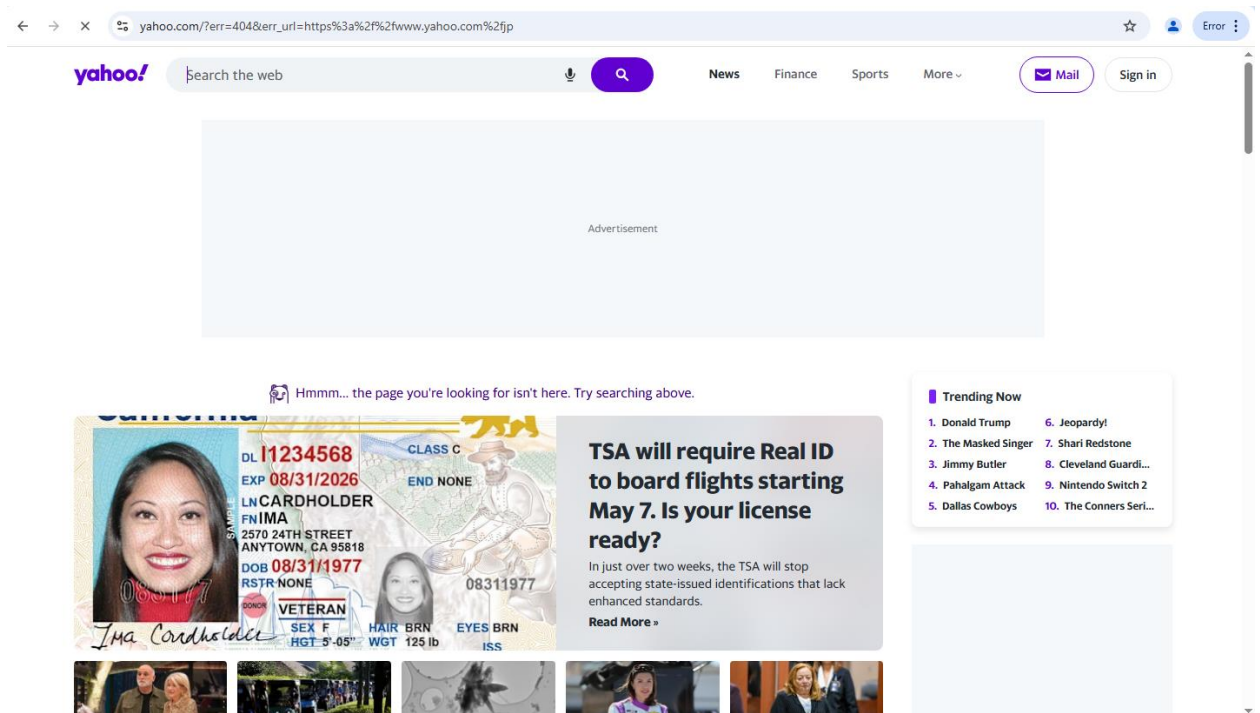 yahoo.com/?err=404&err_url=https%3a%2f%2fwww.yahoo.com%2fjp
Error
yahoo!
Search the web
News
Finance
Sports
More
Mail
Sign in
Advertisement
Hmmm... the page you're looking for isn't here. Try searching above.
California
DL I1234568
CLASS C
EXP 08/31/2026
END NONE
LN CARDHOLDER
FN IMA
2570 24TH STREET
ANYTOWN, CA 95818
DOB 08/31/1977
RSTR NONE
08311977
DONOR
VETERAN
SEX F
HAIR BRN
EYES BRN
HGT 5'-05"
WGT 125 lb
ISS
SAMPLE
083177
Ima Cardholder
TSA will require Real ID
to board flights starting
May 7. Is your license
ready?
In just over two weeks, the TSA will stop
accepting state-issued identifications that lack
enhanced standards.
Read More »
Trending Now
1. Donald Trump
2. The Masked Singer
3. Jimmy Butler
4. Pahalgam Attack
5. Dallas Cowboys
6. Jeopardy!
7. Shari Redstone
8. Cleveland Guardi...
9. Nintendo Switch 2
10. The Conners Seri...